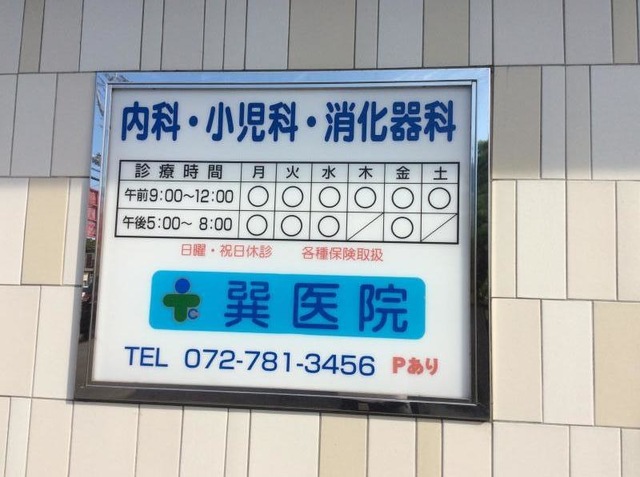 内科・小児科・消化器科
診療時間 月 火 水 木 金 土
午前9:00～12:00 ○ ○ ○ ○ ○ ○
午後5:00～ 8:00 ○ ○ ○ ／ ○ ／
日曜・祝日休診 各種保険取扱
巽医院
TEL 072-781-3456 Pあり